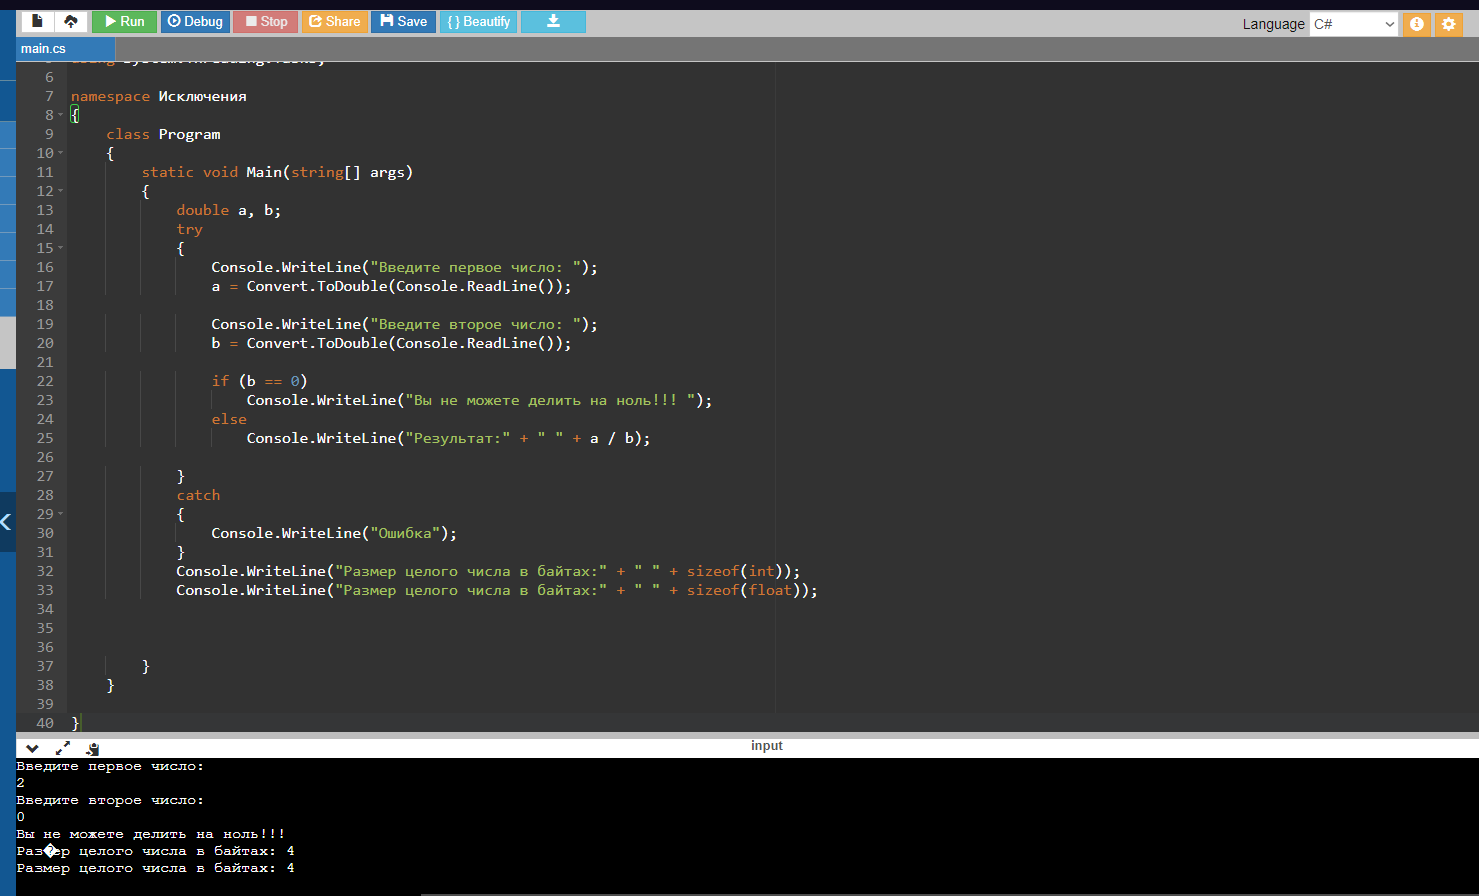 Run Debug Stop Share Save { } Beautify
Language C#
main.cs
6
7 namespace Исключения
8 {
9 class Program
10 {
11 static void Main(string[] args)
12 {
13 double a, b;
14 try
15 {
16 Console.WriteLine("Введите первое число: ");
17 a = Convert.ToDouble(Console.ReadLine());
18
19 Console.WriteLine("Введите второе число: ");
20 b = Convert.ToDouble(Console.ReadLine());
21
22 if (b == 0)
23 Console.WriteLine("Вы не можете делить на ноль!!! ");
24 else
25 Console.WriteLine("Результат:" + " " + a / b);
26
27 }
28 catch
29 {
30 Console.WriteLine("Ошибка");
31 }
32 Console.WriteLine("Размер целого числа в байтах:" + " " + sizeof(int));
33 Console.WriteLine("Размер целого числа в байтах:" + " " + sizeof(float));
34
35
36
37 }
38 }
39
40 }
input
Введите первое число:
2
Введите второе число:
0
Вы не можете делить на ноль!!!
Раз�ер целого числа в байтах: 4
Размер целого числа в байтах: 4